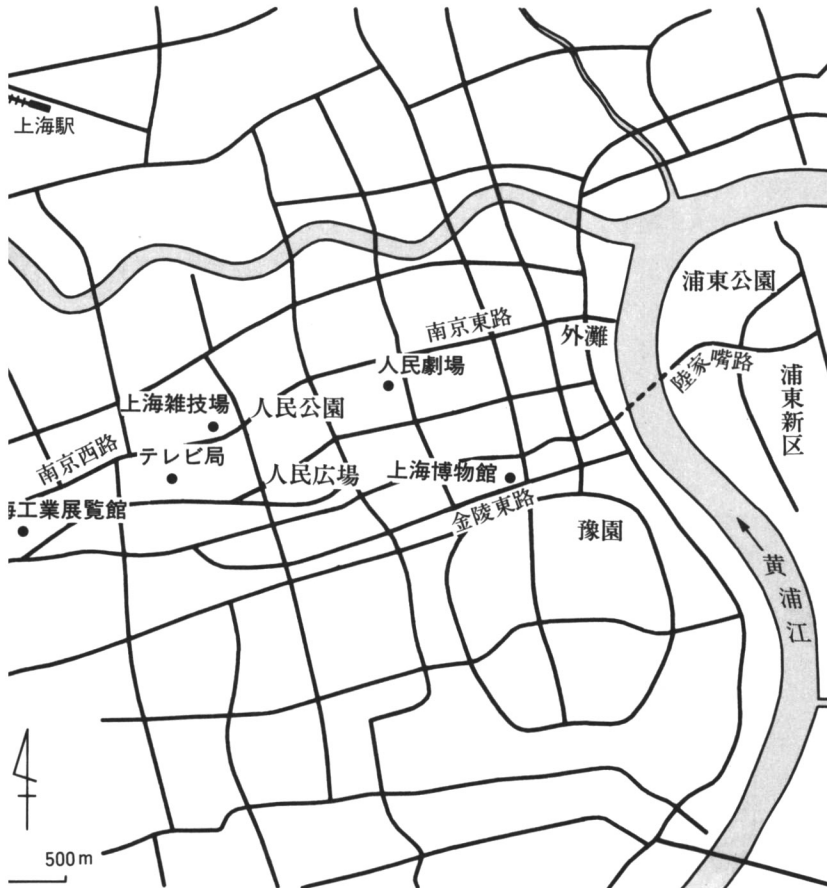 上海駅
浦東公園
南京東路
外灘
人民劇場
陸家嘴路
上海雑技場
人民公園
浦東新区
南京西路
テレビ局
人民広場
上海博物館
海工業展覧館
金陵東路
豫園
黄浦江
500m